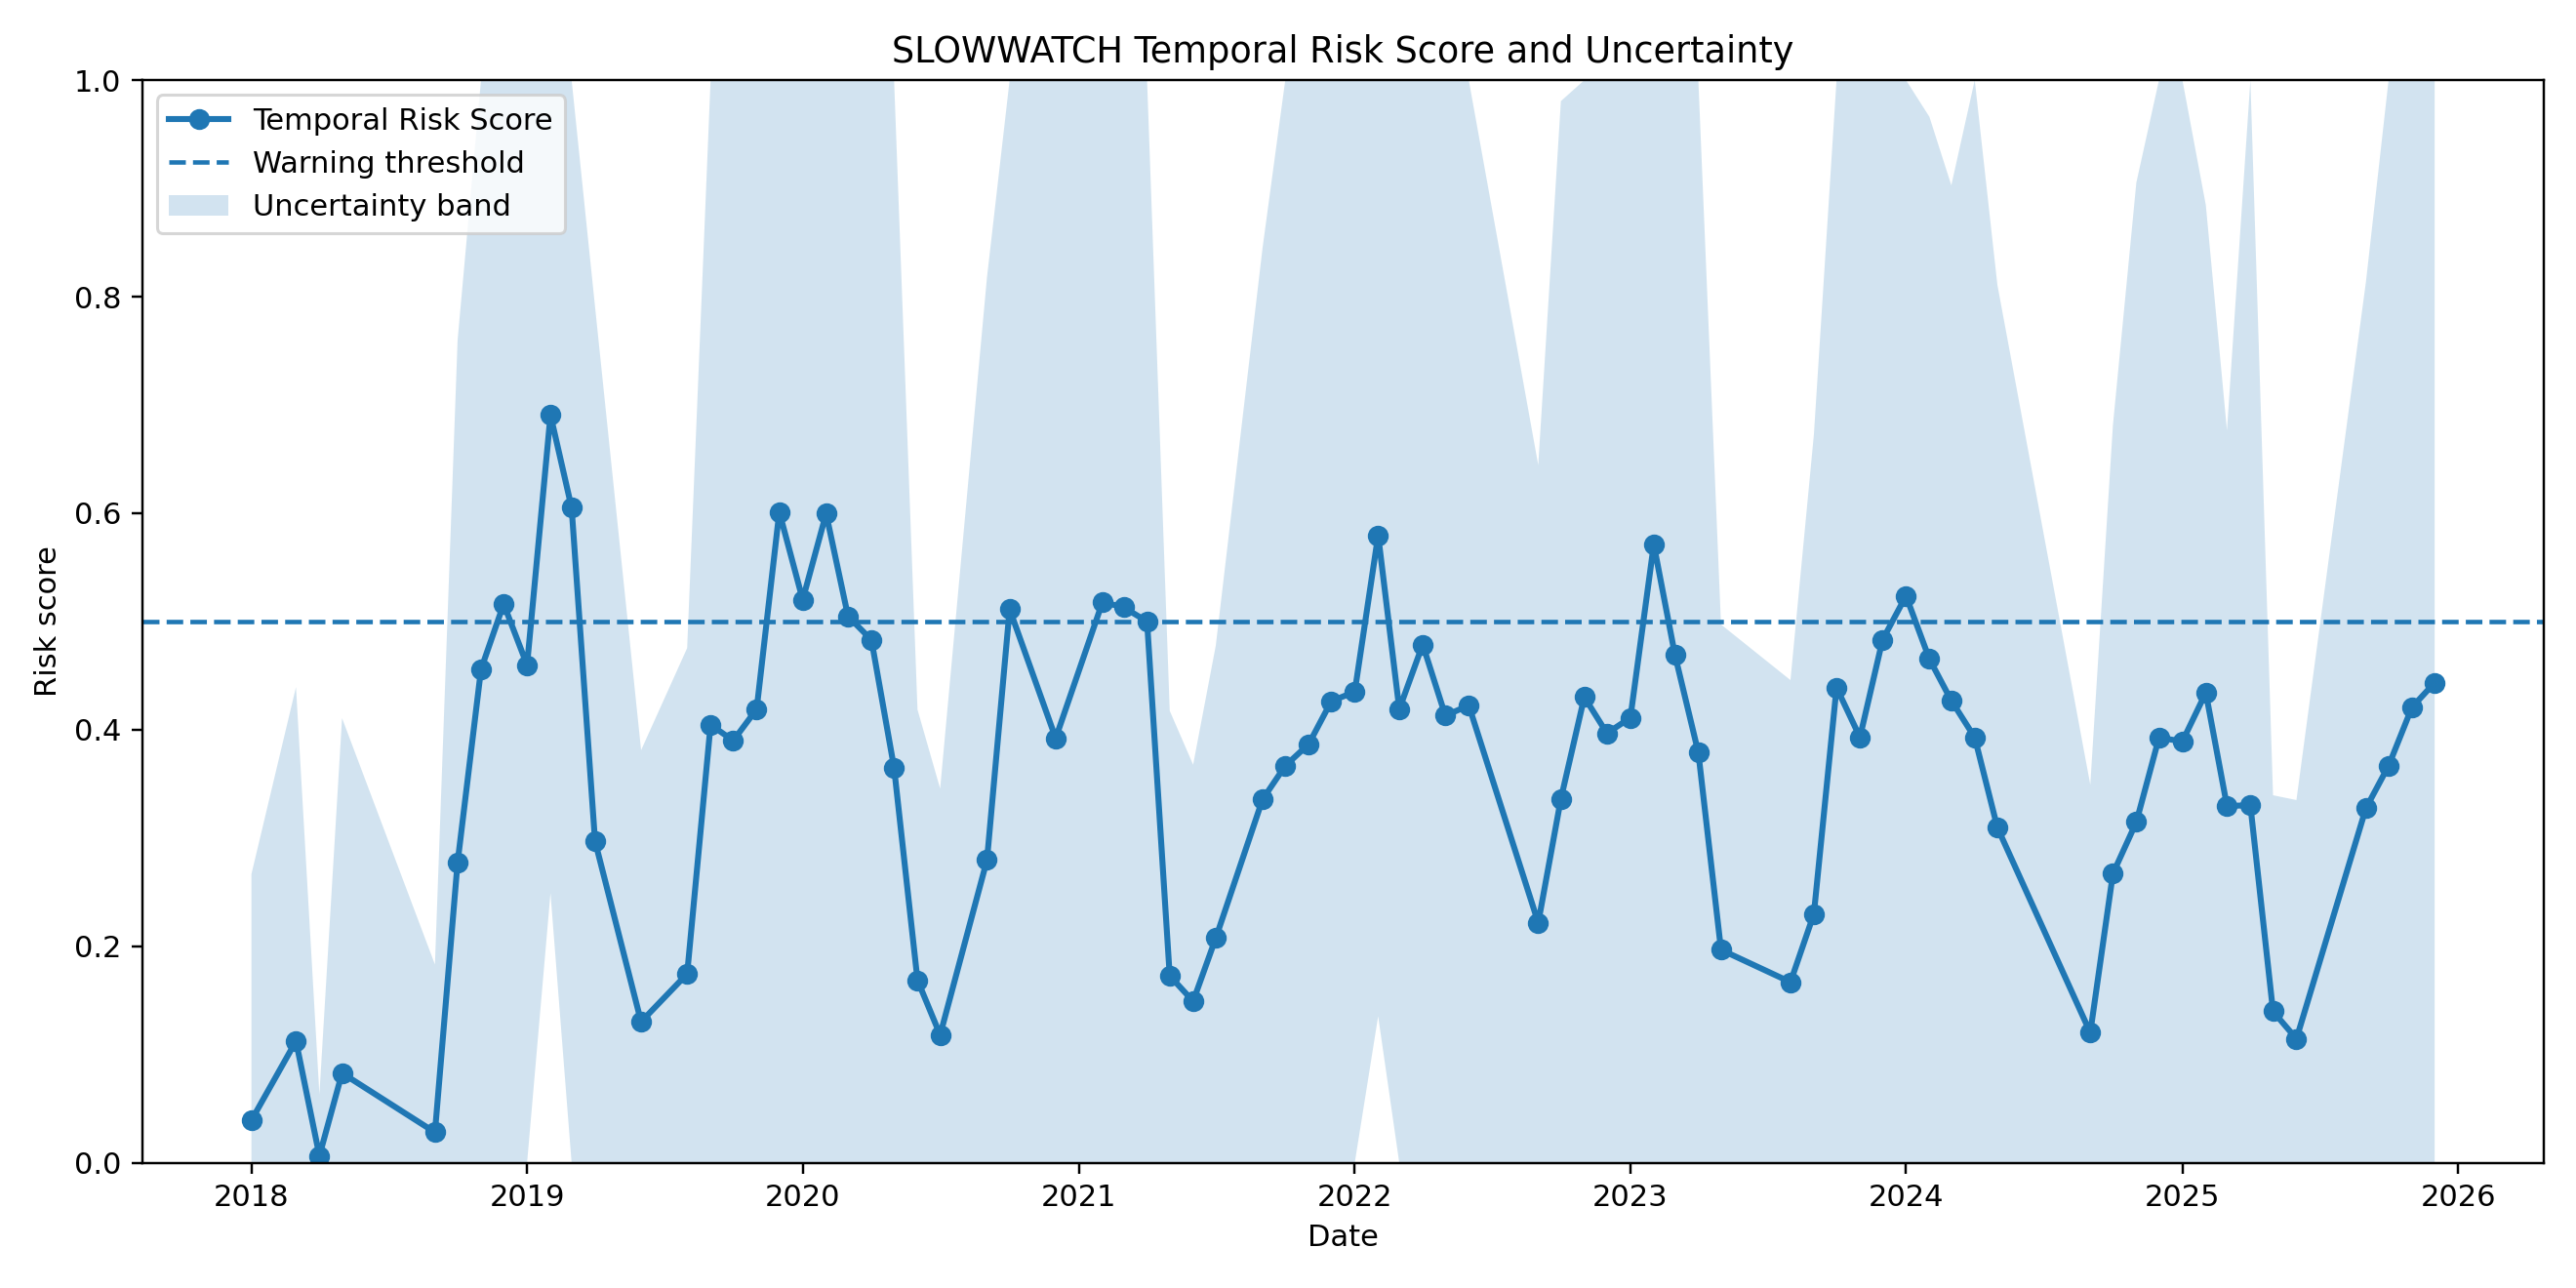 SLOWWATCH Temporal Risk Score and Uncertainty
Temporal Risk Score
Warning threshold
Uncertainty band
1.0
0.8
0.6
0.4
0.2
0.0
Risk score
2018 2019 2020 2021 2022 2023 2024 2025 2026
Date